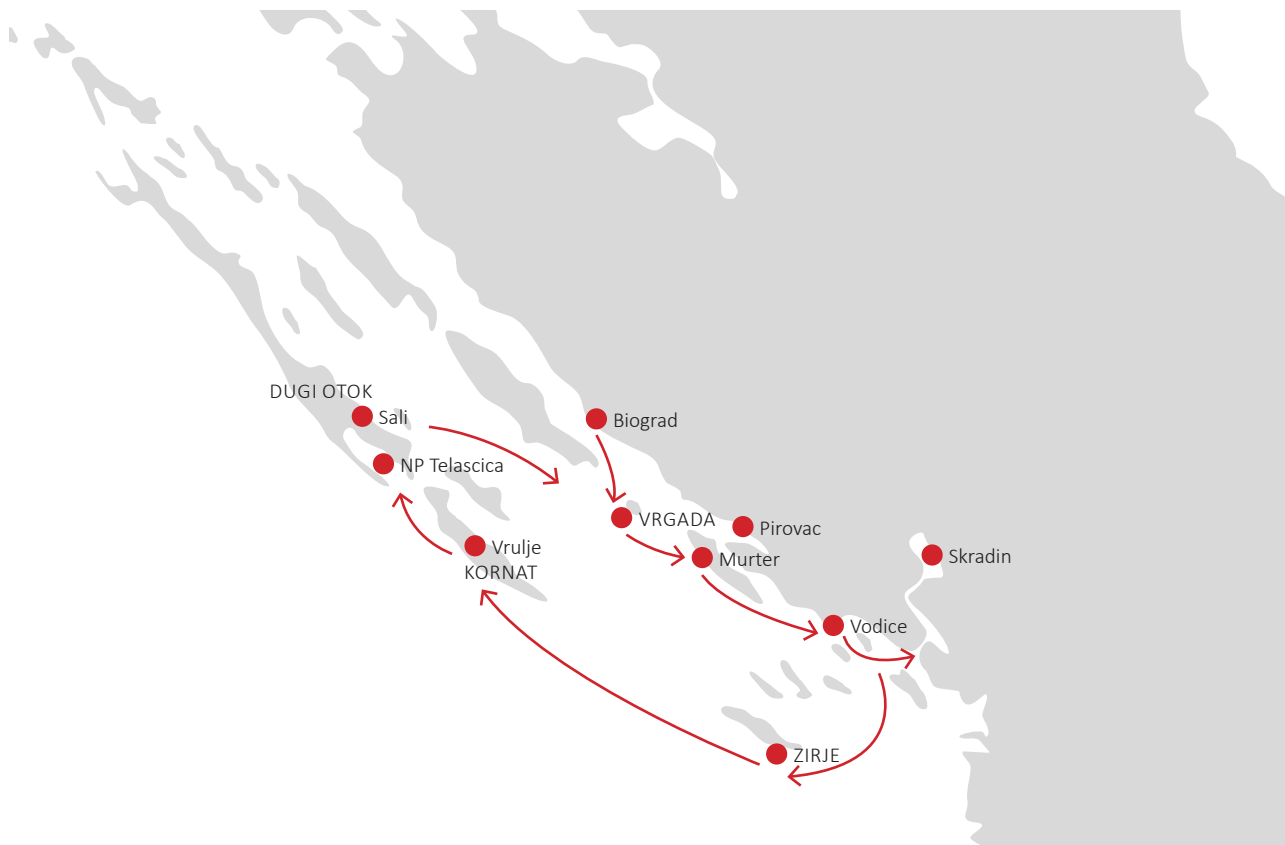 DUGI OTOK
Sali
Biograd
NP Telascica
VRGADA
Pirovac
Vrulje
KORNAT
Murter
Skradin
Vodice
ZIRJE